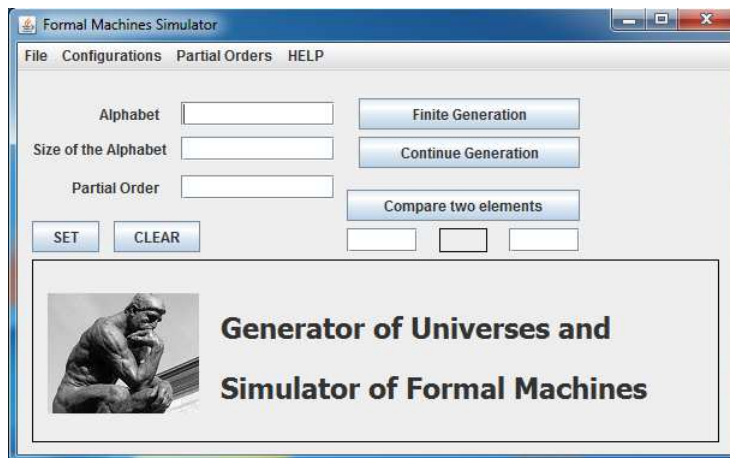 Formal Machines Simulator
File Configurations Partial Orders HELP
Alphabet
Finite Generation
Size of the Alphabet
Continue Generation
Partial Order
Compare two elements
SET CLEAR
Generator of Universes and
Simulator of Formal Machines